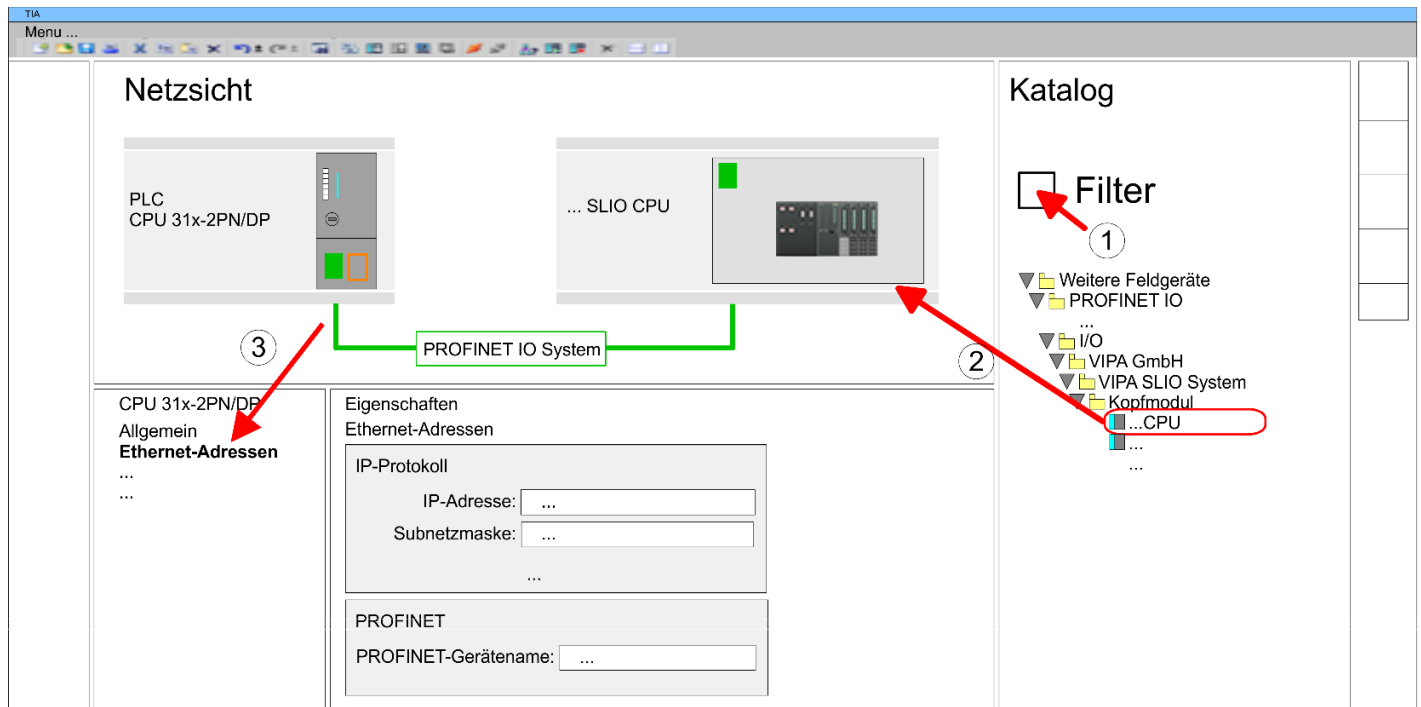 TIA
Menu ...
Netzsicht
PLC
CPU 31x-2PN/DP
... SLIO CPU
PROFINET IO System
3
2
Katalog
Filter
1
Weitere Feldgeräte
PROFINET IO
...
I/O
VIPA GmbH
VIPA SLIO System
Kopfmodul
...CPU
...
...
CPU 31x-2PN/DP
Allgemein
Ethernet-Adressen
...
...
Eigenschaften
Ethernet-Adressen
IP-Protokoll
IP-Adresse: ...
Subnetzmaske: ...
...
PROFINET
PROFINET-Gerätename: ...